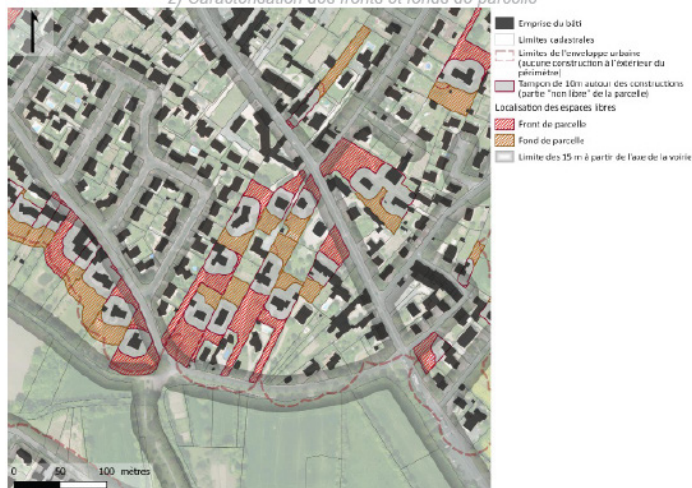 2) Caractérisation des fronts et fonds de parcelle
Emprise du bâti
Limites cadastrales
Limites de l'enveloppe urbaine
(aucune construction à l'extérieur du
périmètre)
Tampon de 10m autour des constructions
(partie "non libre" de la parcelle)
Localisation des espaces libres
Front de parcelle
Fond de parcelle
Limite des 15 m à partir de l'axe de la voirie
0 50 100 metres